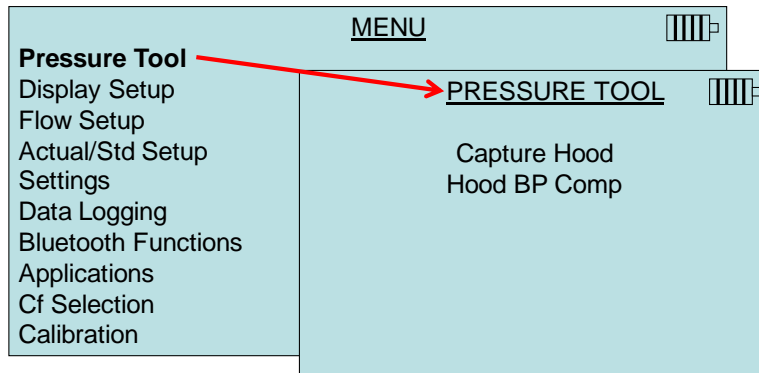 MENU
Pressure Tool
Display Setup
Flow Setup
Actual/Std Setup
Settings
Data Logging
Bluetooth Functions
Applications
Cf Selection
Calibration
PRESSURE TOOL
Capture Hood
Hood BP Comp